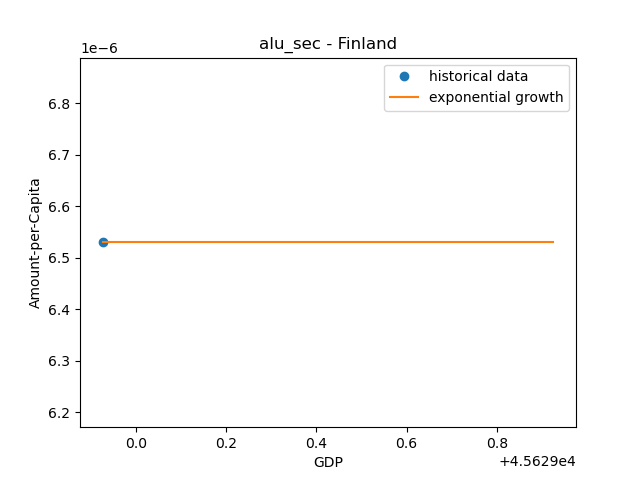 alu_sec - Finland
1e−6
historical data
exponential growth
6.8
6.7
6.6
6.5
6.4
6.3
6.2
Amount-per-Capita
0.0 0.2 0.4 0.6 0.8
GDP
+4.5629e4